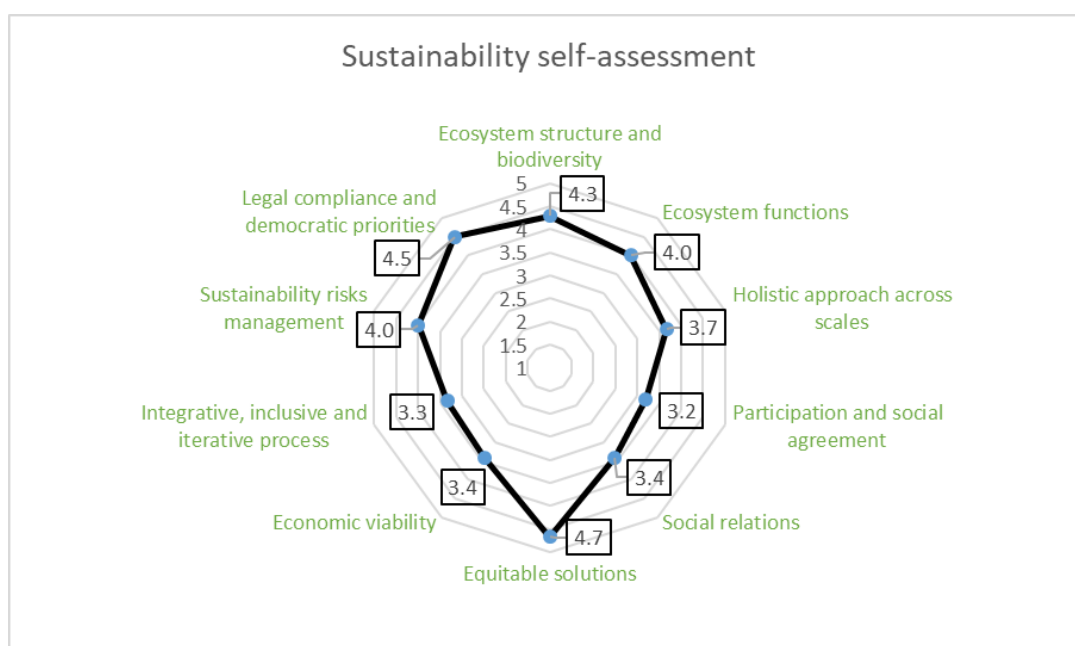 Sustainability self-assessment
Ecosystem structure and
biodiversity
4.3
Ecosystem functions
4.0
Holistic approach across
scales
3.7
Participation and social
agreement
3.2
Social relations
3.4
Equitable solutions
4.7
Economic viability
3.4
Integrative, inclusive and
iterative process
3.3
Sustainability risks
management
4.0
Legal compliance and
democratic priorities
4.5
5
4.5
4
3.5
3
2.5
2
1.5
1